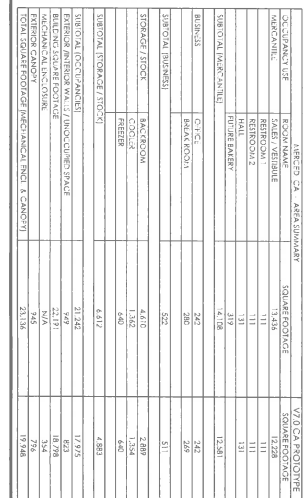 MERCED, CA AREA SUMMARY V7.0 CA PROTOTYPE
OCCUPANCY USE ROOM NAME SQUARE FOOTAGE SQUARE FOOTAGE
MERCANTILE SALES / VESTIBULE 13,436 12,228
RESTROOM 1 111 111
RESTROOM 2 111 111
HALL 131 131
FUTURE BAKERY 319
SUBTOTAL (MERCANTILE) 14,108 12,581
BUSINESS OFFICE 242 242
BREAK ROOM 280 269
SUBTOTAL (BUSINESS) 522 511
STORAGE / STOCK BACKROOM 4,610 2,889
COOLER 1,362 1,354
FREEZER 640 640
SUBTOTAL (STORAGE / STOCK) 6,612 4,883
SUBTOTAL (OCCUPANCIES) 21,242 17,975
EXTERIOR / INTERIOR WALLS / UNOCCUPIED SPACE 949 823
BUILDING SQUARE FOOTAGE 22,191 18,798
MECHANICAL ENCLOSURE N/A 354
EXTERIOR CANOPY 945 796
TOTAL SQUARE FOOTAGE (MECHANICAL ENCL. & CANOPY) 23,136 19,948